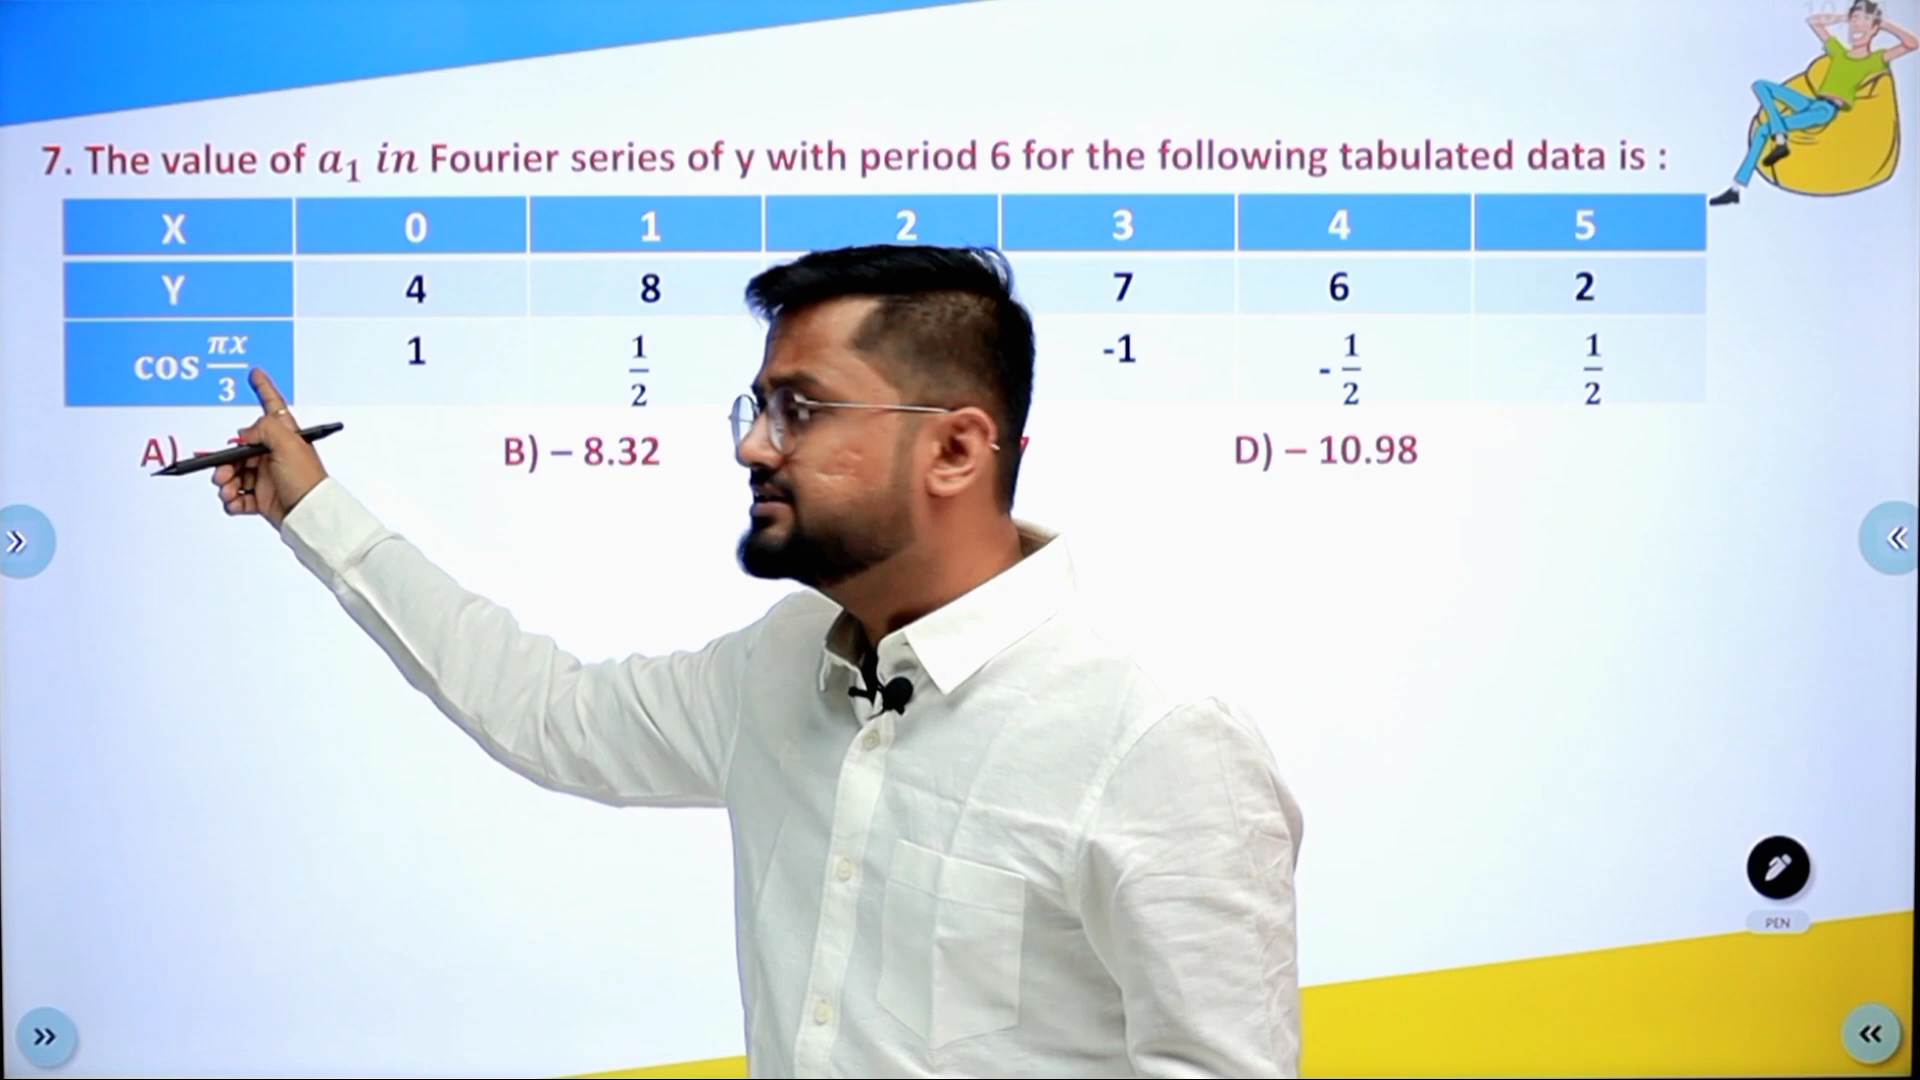 7. The value of a₁ in Fourier series of y with period 6 for the following tabulated data is :
X 0 1 2 3 4 5
Y 4 8 7 6 2
cos πx/3 1 1/2 -1 -1/2 1/2
A) – B) – 8.32 D) – 10.98
PEN